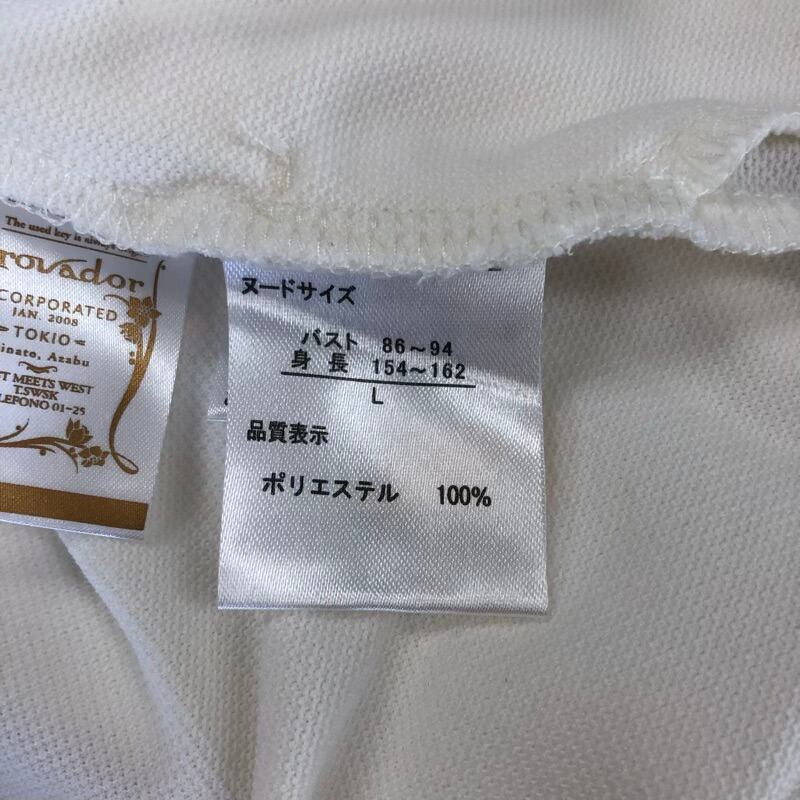 The used key is always
rovador
CORPORATED
JAN. 2008
TOKIO
inato, Azabu
FT MEETS WEST
T.SWSK
LEFONO 01-25
ヌードサイズ
バスト 86~94
身長 154~162
L
品質表示
ポリエステル 100%